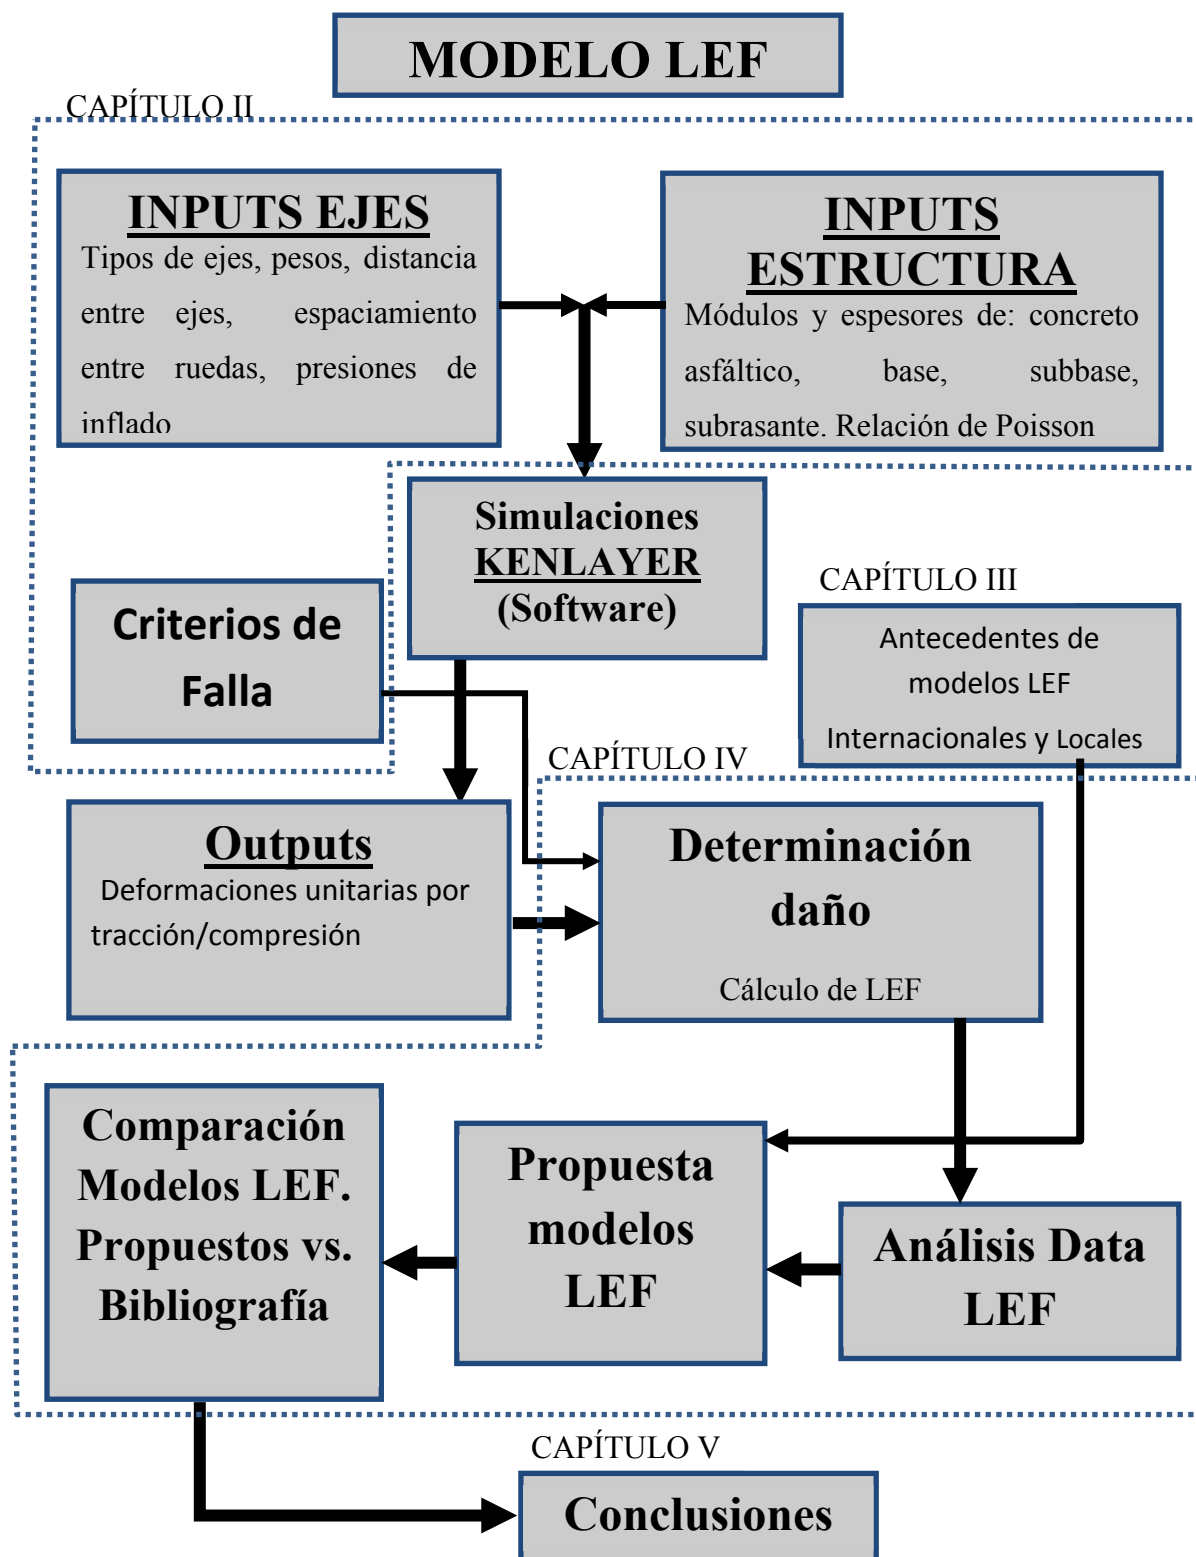 MODELO LEF
CAPÍTULO II
INPUTS EJES
Tipos de ejes, pesos, distancia
entre ejes, espaciamiento
entre ruedas, presiones de
inflado
INPUTS
ESTRUCTURA
Módulos y espesores de: concreto
asfáltico, base, subbase,
subrasante. Relación de Poisson
Simulaciones
KENLAYER
(Software)
Criterios de
Falla
CAPÍTULO III
Antecedentes de
modelos LEF
Internacionales y Locales
CAPÍTULO IV
Outputs
Deformaciones unitarias por
tracción/compresión
Determinación
daño
Cálculo de LEF
Comparación
Modelos LEF.
Propuestos vs.
Bibliografía
Propuesta
modelos
LEF
Análisis Data
LEF
CAPÍTULO V
Conclusiones